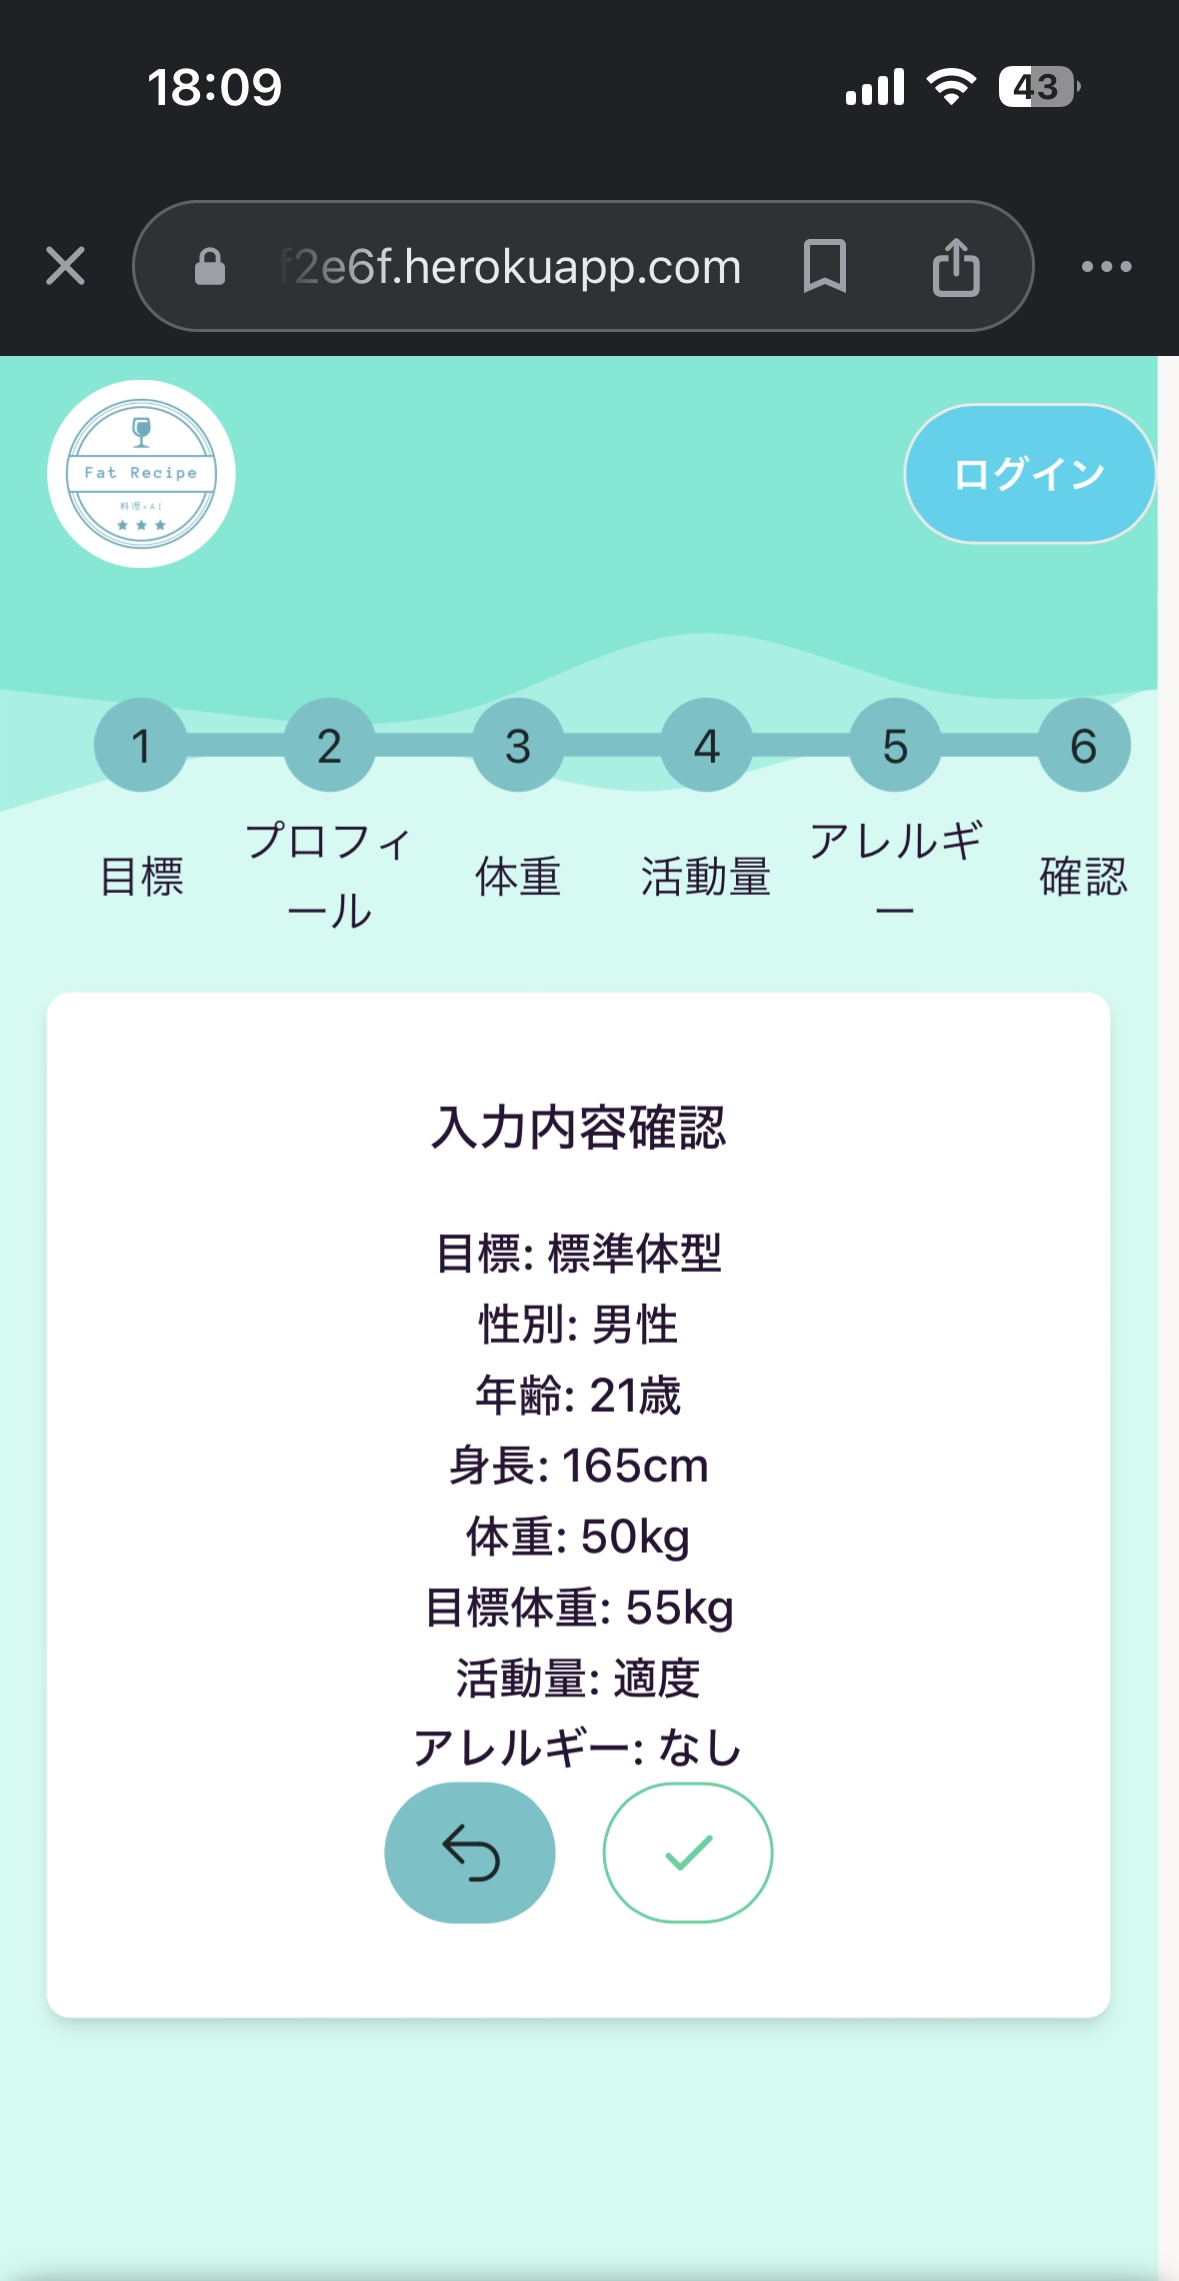 18:09
43
f2e6f.herokuapp.com
Fat Recipe
料理×AI
ログイン
1 2 3 4 5 6
目標
プロフィ
ール
体重
活動量
アレルギ
ー
確認
入力内容確認
目標: 標準体型
性別: 男性
年齢: 21歳
身長: 165cm
体重: 50kg
目標体重: 55kg
活動量: 適度
アレルギー: なし